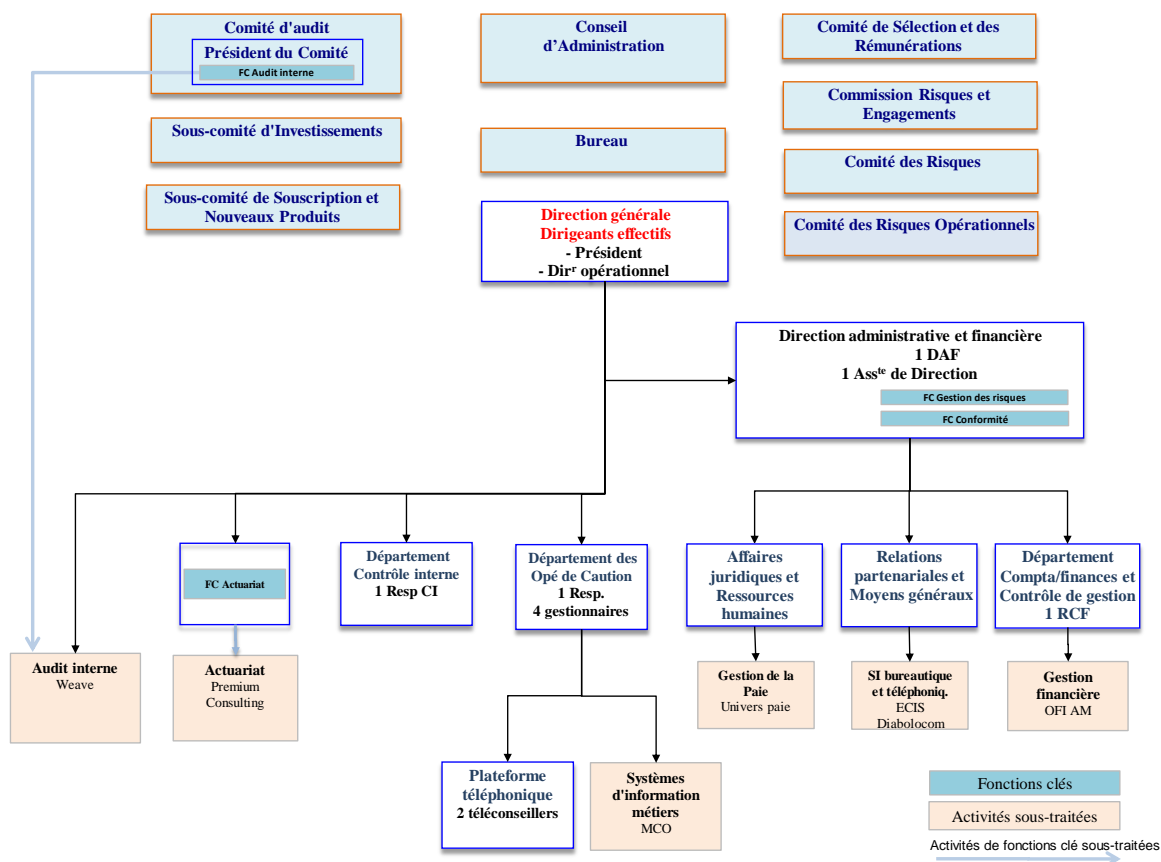 Comité d'audit
Président du Comité
FC Audit interne
Conseil
d'Administration
Comité de Sélection et des
Rémunérations
Commission Risques et
Engagements
Sous-comité d'Investissements
Bureau
Comité des Risques
Sous-comité de Souscription et
Nouveaux Produits
Direction générale
Dirigeants effectifs
- Président
- Dirʳ opérationnel
Comité des Risques Opérationnels
Direction administrative et financière
1 DAF
1 Assᵗᵉ de Direction
FC Gestion des risques
FC Conformité
FC Actuariat
Département
Contrôle interne
1 Resp CI
Département des
Opé de Caution
1 Resp.
4 gestionnaires
Affaires
juridiques et
Ressources
humaines
Relations
partenariales et
Moyens généraux
Département
Compta/finances et
Contrôle de gestion
1 RCF
Audit interne
Weave
Actuariat
Premium
Consulting
Gestion de la
Paie
Univers paie
SI bureautique
et téléphoniq.
ECIS
Diabolocom
Gestion
financière
OFI AM
Plateforme
téléphonique
2 téléconseillers
Systèmes
d'information
métiers
MCO
Fonctions clés
Activités sous-traitées
Activités de fonctions clé sous-traitées